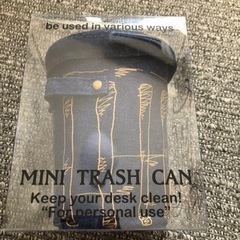 be used in various ways
MINI TRASH CAN
Keep your desk clean!
"For personal use"